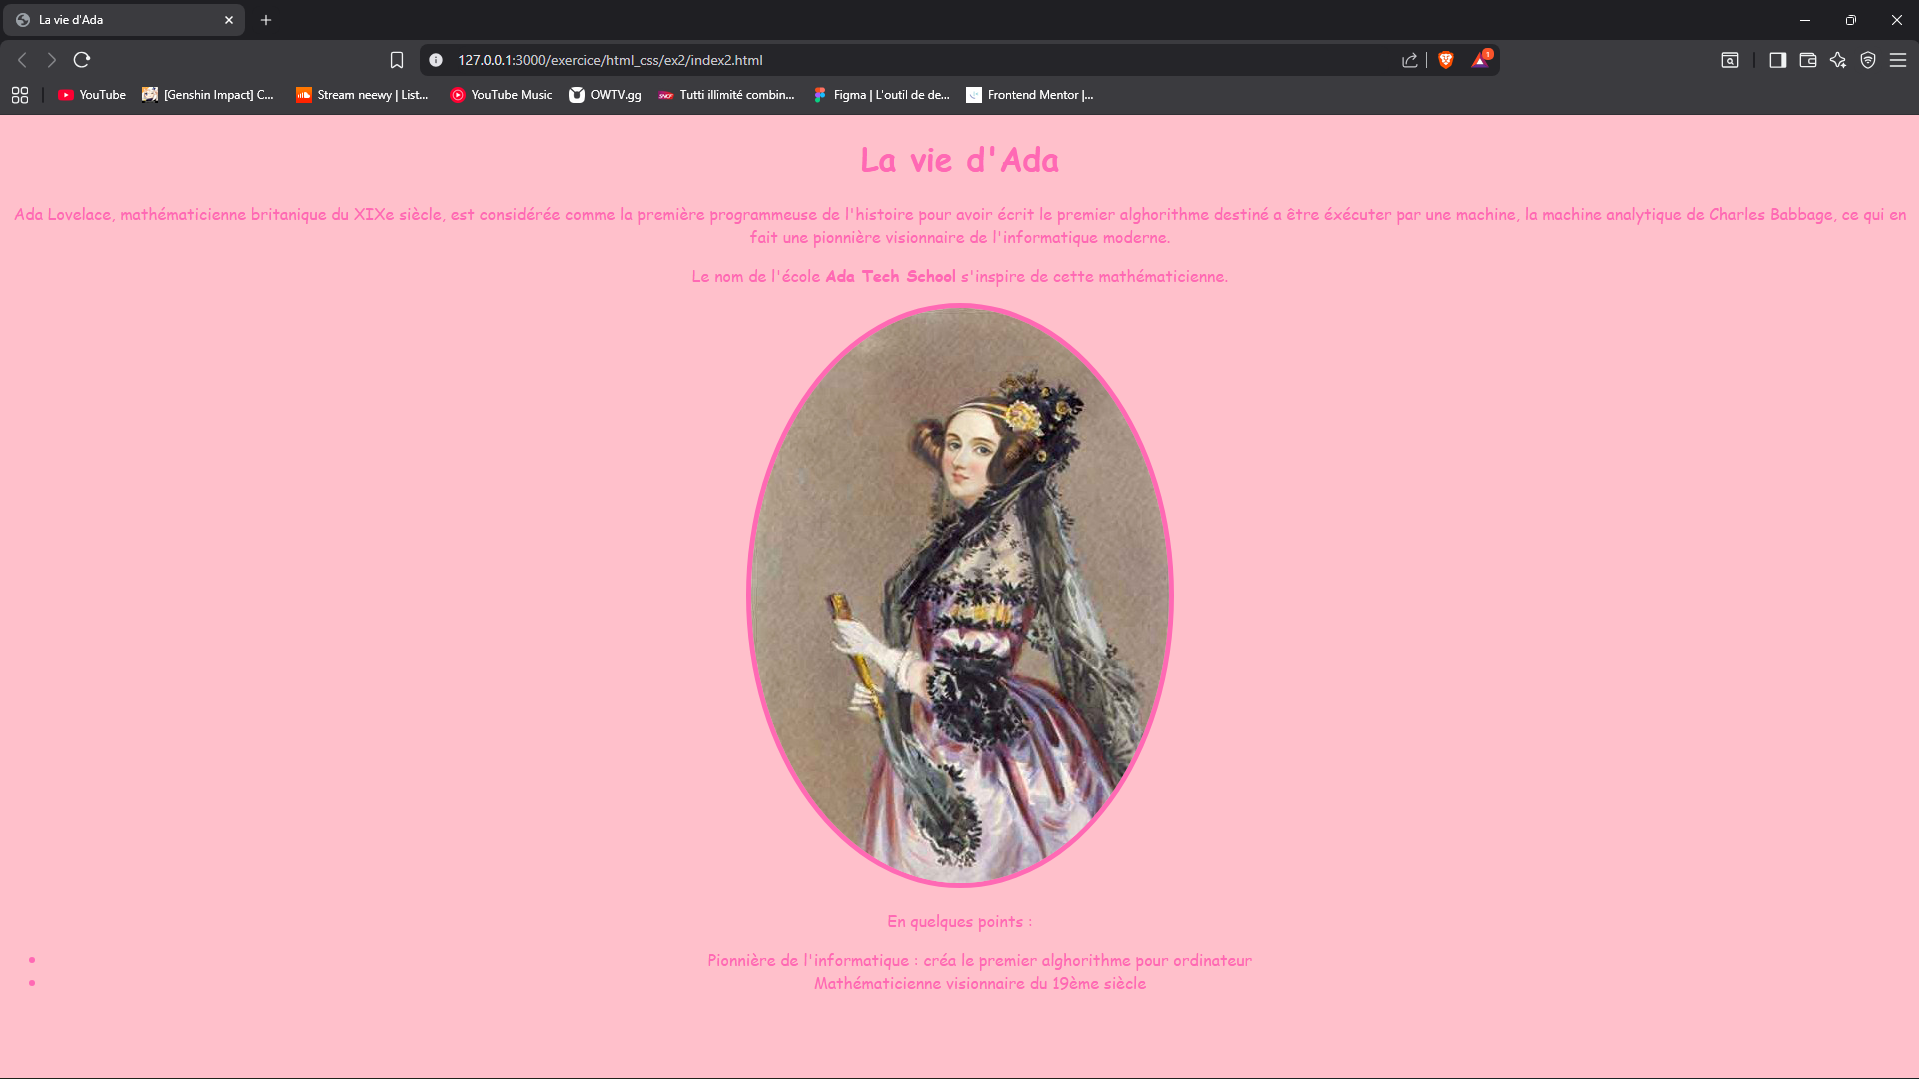 La vie d'Ada
127.0.0.1:3000/exercice/html_css/ex2/index2.html
1
YouTube
[Genshin Impact] C...
Stream neewy | List...
YouTube Music
OWTV.gg
SNCF
Tutti illimité combin...
Figma | L'outil de de...
Frontend Mentor |...
La vie d'Ada
Ada Lovelace, mathématicienne britanique du XIXe siècle, est considérée comme la première programmeuse de l'histoire pour avoir écrit le premier alghorithme destiné a être éxécuter par une machine, la machine analytique de Charles Babbage, ce qui en
fait une pionnière visionnaire de l'informatique moderne.
Le nom de l'école Ada Tech School s'inspire de cette mathématicienne.
En quelques points :
Pionnière de l'informatique : créa le premier alghorithme pour ordinateur
Mathématicienne visionnaire du 19ème siècle